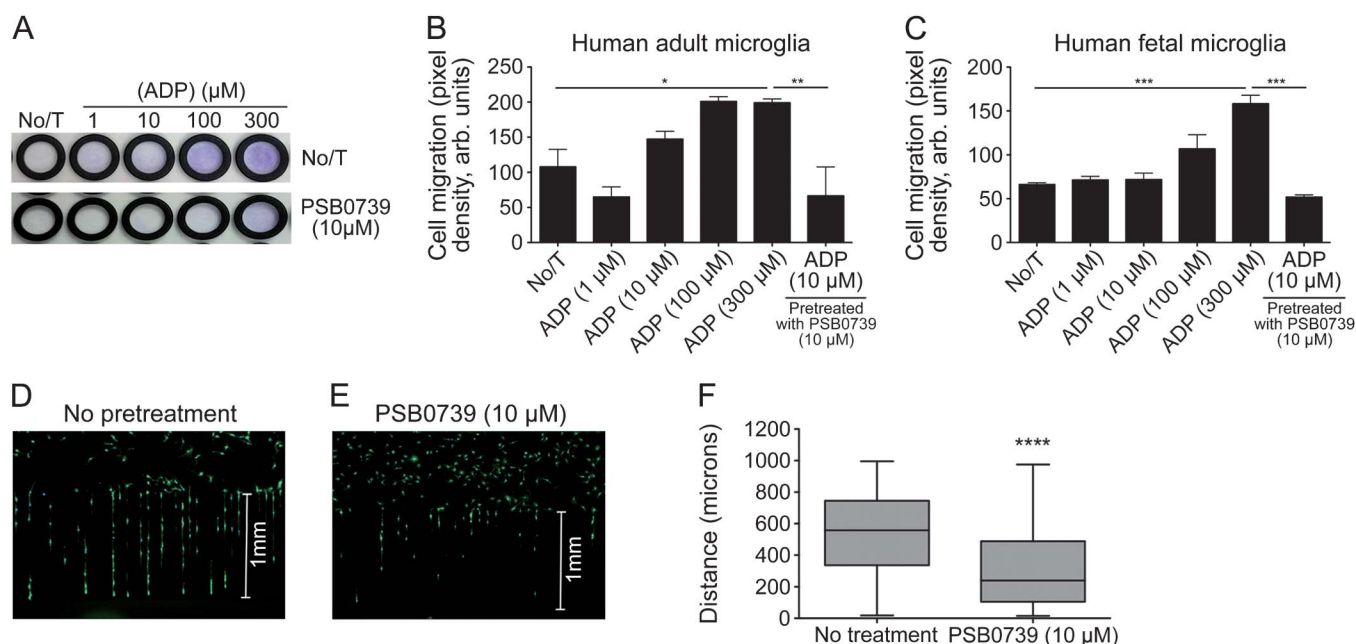 A
(ADP) (µM)
No/T 1 10 100 300
No/T
PSB0739
(10µM)
B
Human adult microglia
Cell migration (pixel
density, arb. units)
250
200
150
100
50
0
*
**
No/T
ADP (1 µM)
ADP (10 µM)
ADP (100 µM)
ADP (300 µM)
ADP
(10 µM)
Pretreated
with PSB0739
(10 µM)
C
Human fetal microglia
Cell migration (pixel
density, arb. units)
200
150
100
50
0
***
***
No/T
ADP (1 µM)
ADP (10 µM)
ADP (100 µM)
ADP (300 µM)
ADP
(10 µM)
Pretreated
with PSB0739
(10 µM)
D
No pretreatment
1mm
E
PSB0739 (10 µM)
1mm
F
Distance (microns)
1200
1000
800
600
400
200
0
****
No treatment
PSB0739 (10 µM)